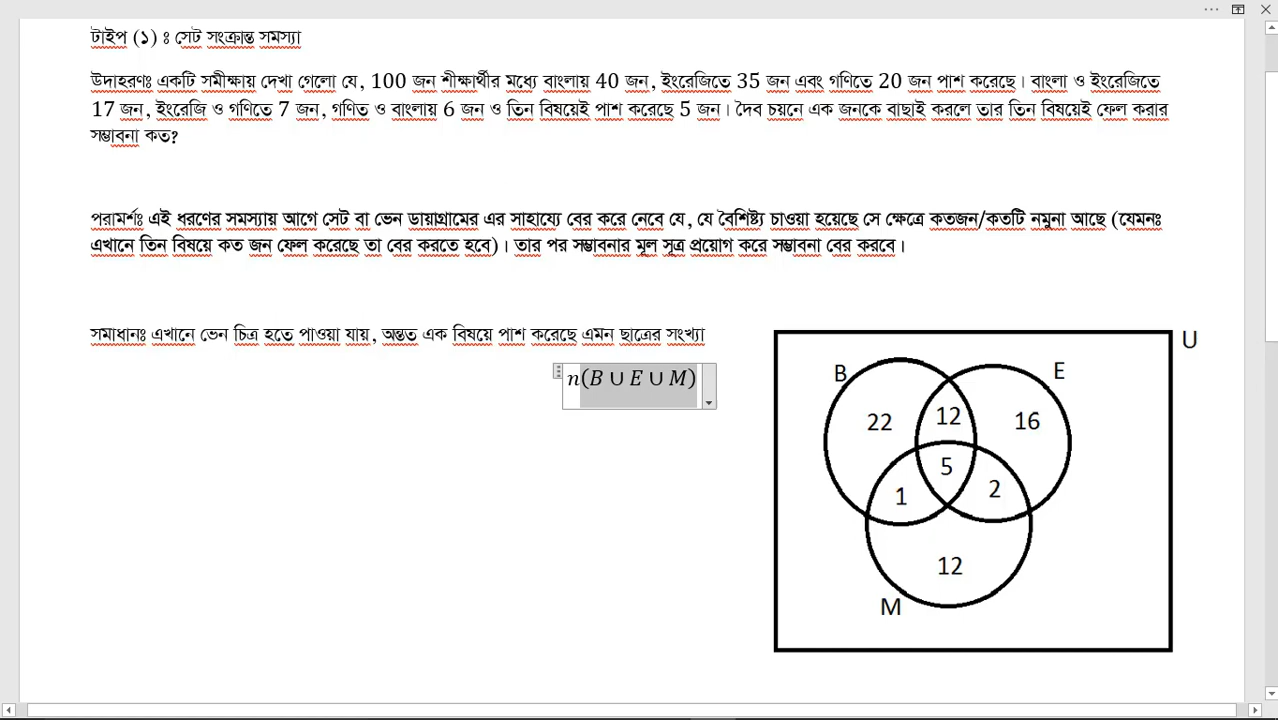 টাইপ (১) : সেট সংক্রান্ত সমস্যা
উদাহরণঃ একটি সমীক্ষায় দেখা গেলো যে, 100 জন শীক্ষার্থীর মধ্যে বাংলায় 40 জন, ইংরেজিতে 35 জন এবং গণিতে 20 জন পাশ করেছে। বাংলা ও ইংরেজিতে
17 জন, ইংরেজি ও গণিতে 7 জন, গণিত ও বাংলায় 6 জন ও তিন বিষয়েই পাশ করেছে 5 জন। দৈব চয়নে এক জনকে বাছাই করলে তার তিন বিষয়েই ফেল করার
সম্ভাবনা কত?
পরামর্শঃ এই ধরণের সমস্যায় আগে সেট বা ভেন ডায়াগ্রামের এর সাহায্যে বের করে নেবে যে, যে বৈশিষ্ট্য চাওয়া হয়েছে সে ক্ষেত্রে কতজন/কতটি নমুনা আছে (যেমনঃ
এখানে তিন বিষয়ে কত জন ফেল করেছে তা বের করতে হবে)। তার পর সম্ভাবনার মূল সূত্র প্রয়োগ করে সম্ভাবনা বের করবে।
সমাধানঃ এখানে ভেন চিত্র হতে পাওয়া যায়, অন্তত এক বিষয়ে পাশ করেছে এমন ছাত্রের সংখ্যা
n(B ∪ E ∪ M)
U
B
E
22
12
16
5
1
2
12
M